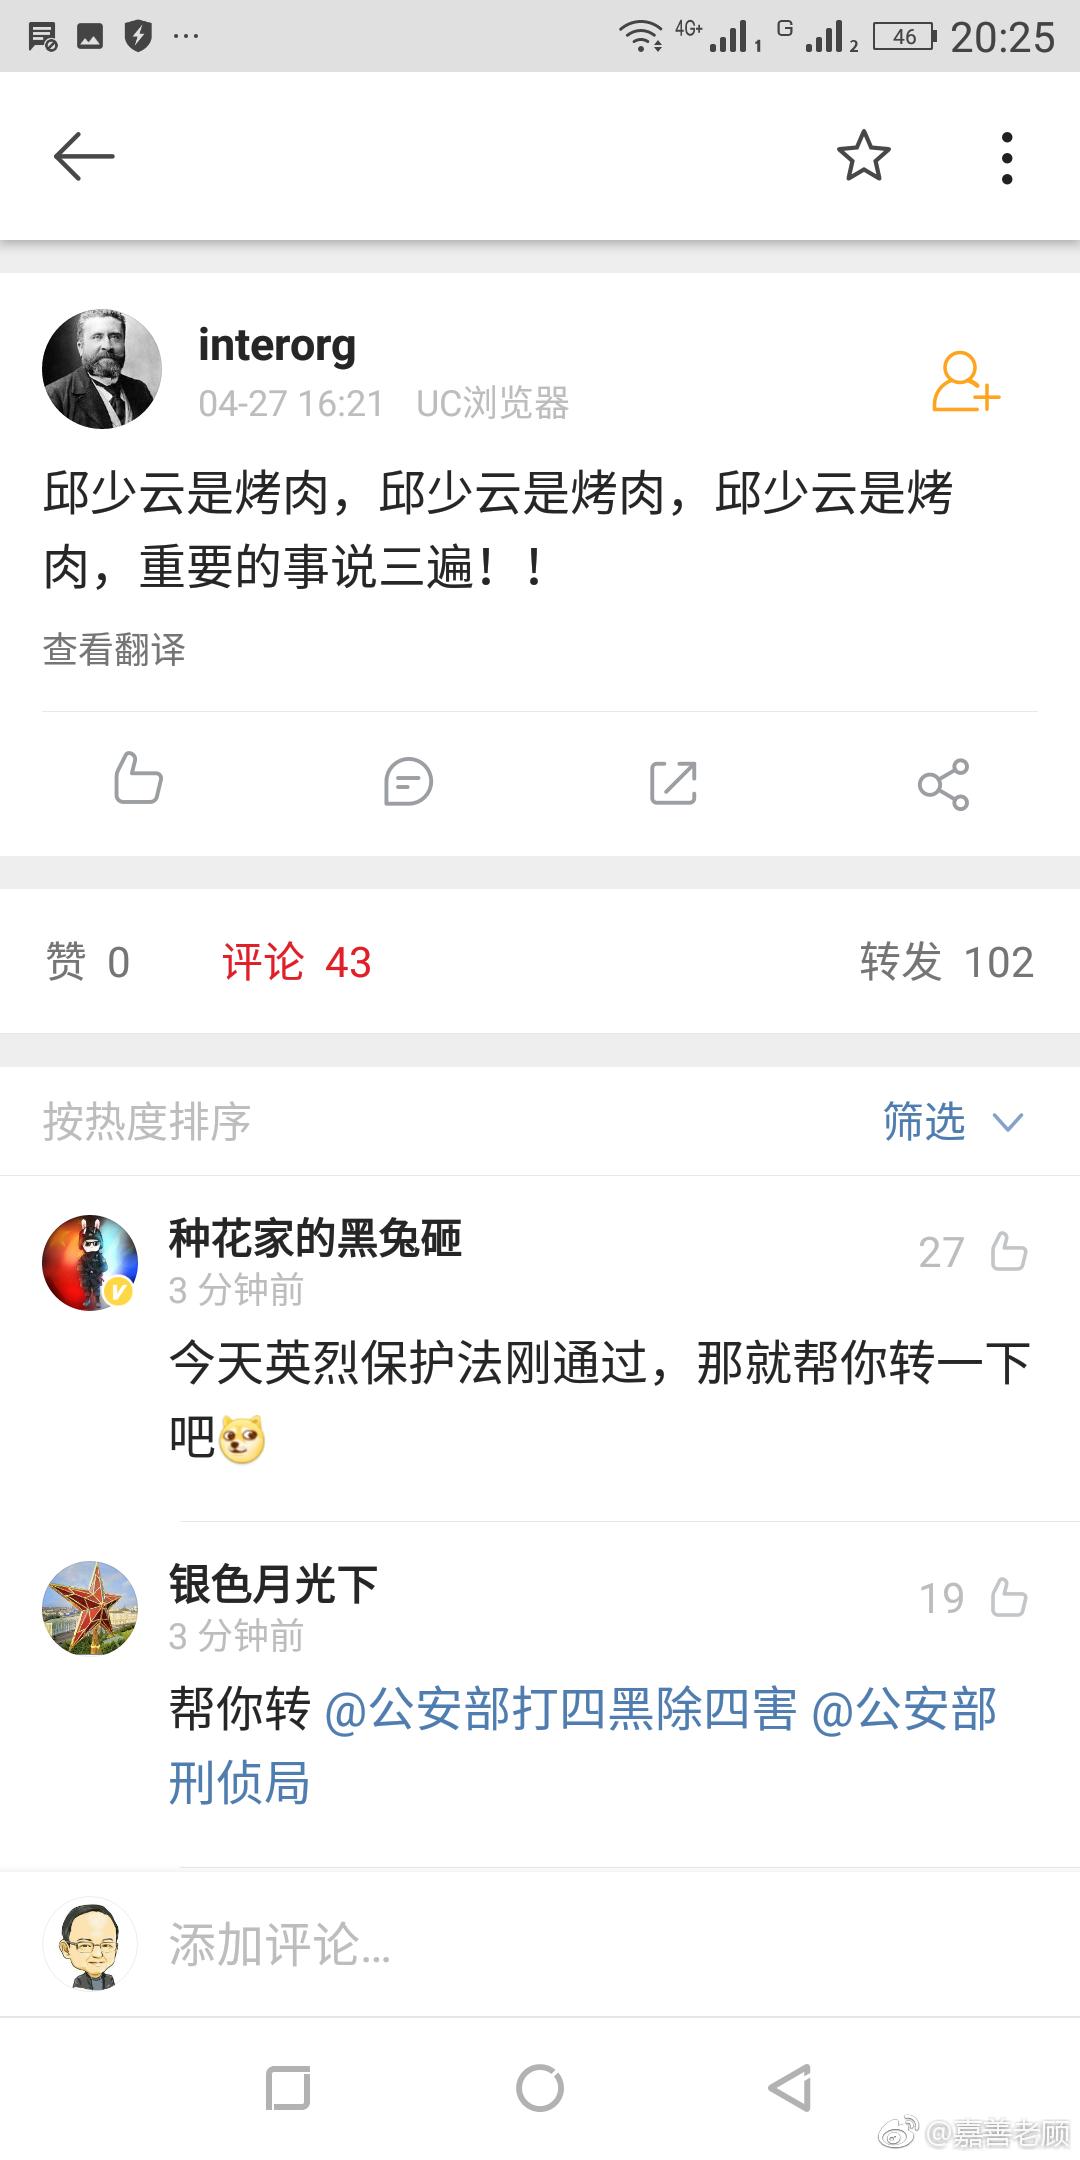 4G+ 1 G 2 46 20:25
interorg
04-27 16:21 UC浏览器
邱少云是烤肉，邱少云是烤肉，邱少云是烤
肉，重要的事说三遍！！
查看翻译
赞 0 评论 43 转发 102
按热度排序 筛选
种花家的黑兔砸
27
3 分钟前
今天英烈保护法刚通过，那就帮你转一下
吧
银色月光下
19
3 分钟前
帮你转 @公安部打四黑除四害 @公安部
刑侦局
添加评论...
@嘉善老顾